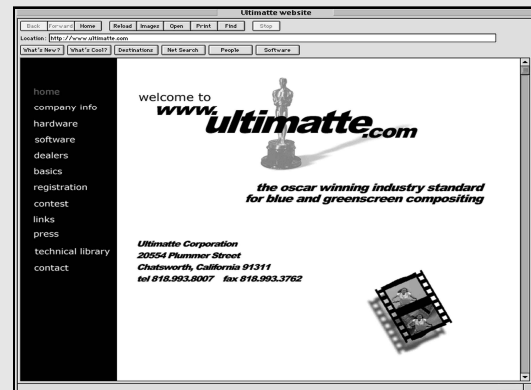 Ultimatte website
Back Forward Home Reload Images Open Print Find Stop
Location: http://www.ultimatte.com
What's New? What's Cool? Destinations Net Search People Software
home
company info
hardware
software
dealers
basics
registration
contest
links
press
technical library
contact
welcome to
www.ultimatte.com
the oscar winning industry standard
for blue and greenscreen compositing
Ultimatte Corporation
20554 Plummer Street
Chatsworth, California 91311
tel 818.993.8007 fax 818.993.3762